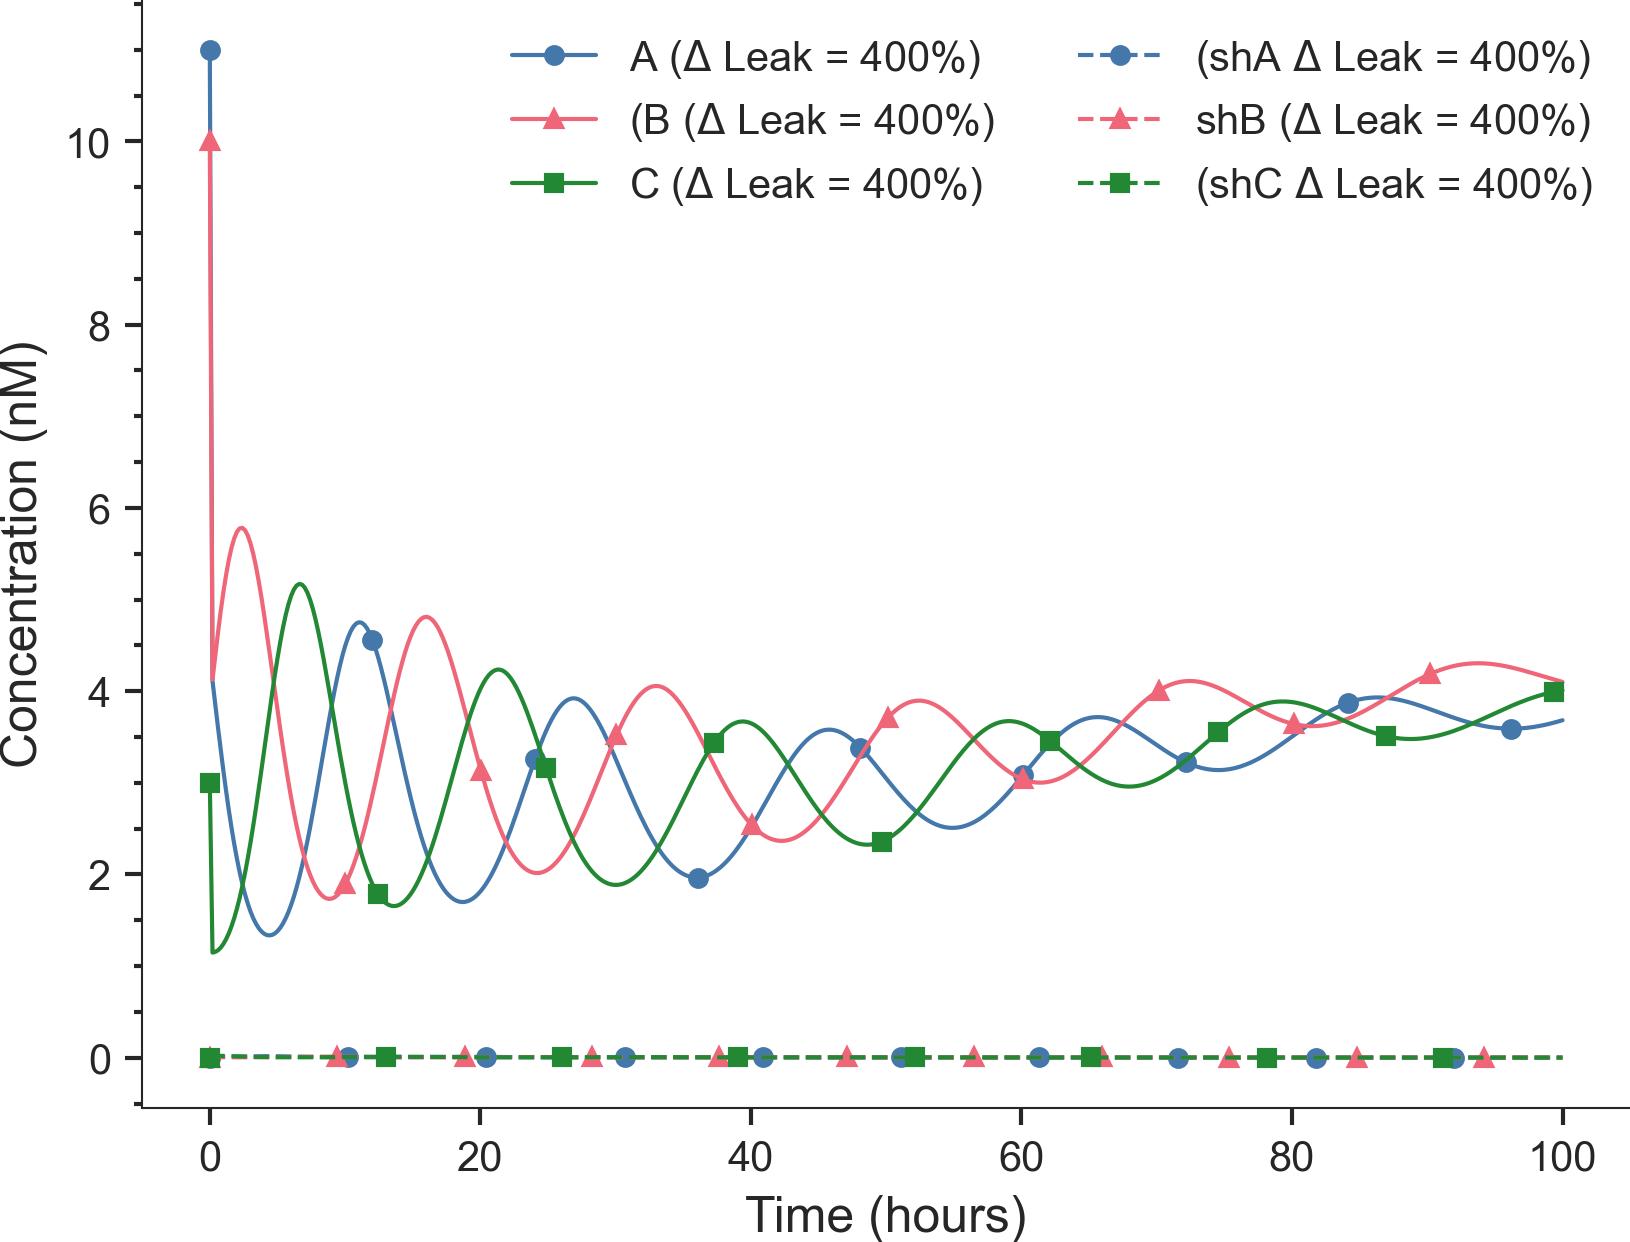 A (Δ Leak = 400%)
(B (Δ Leak = 400%)
C (Δ Leak = 400%)
(shA Δ Leak = 400%)
shB (Δ Leak = 400%)
(shC Δ Leak = 400%)
Concentration (nM)
10
8
6
4
2
0
0 20 40 60 80 100
Time (hours)